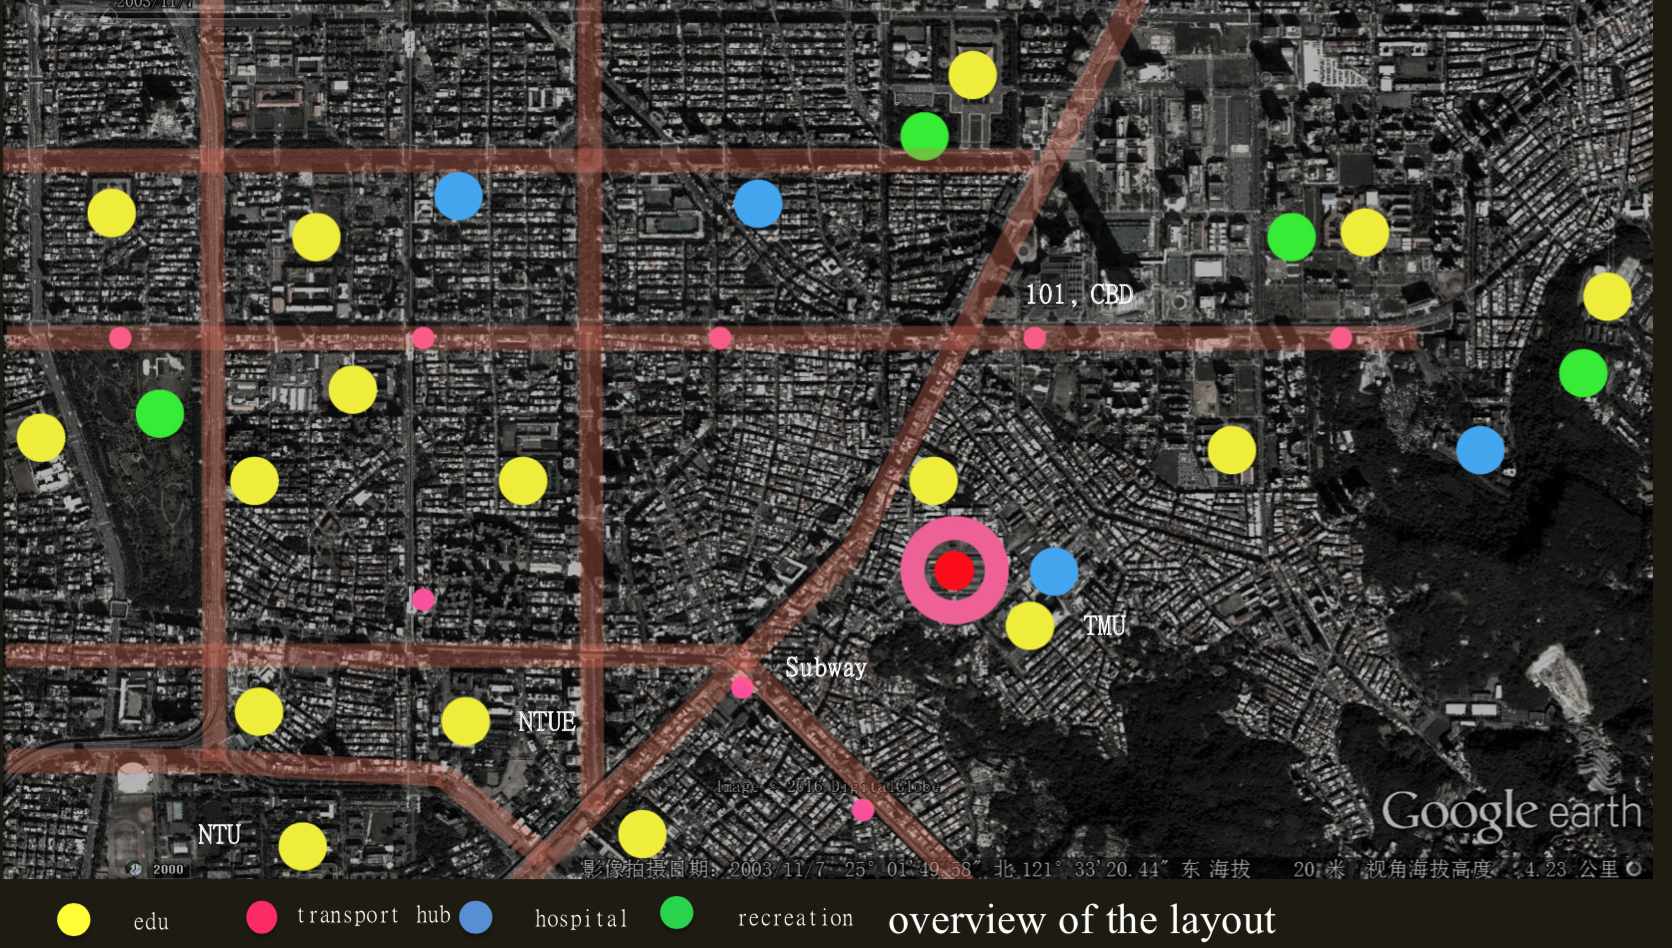 2003/11/7
101, CBD
TMU
Subway
NTUE
Image © 2016 DigitalGlobe
Google earth
NTU
2000
影像拍摄日期: 2003/11/7 25° 01'49.58" 北 121° 33'20.44" 东 海拔 20 米 视角海拔高度 4.23 公里
edu transport hub hospital recreation overview of the layout